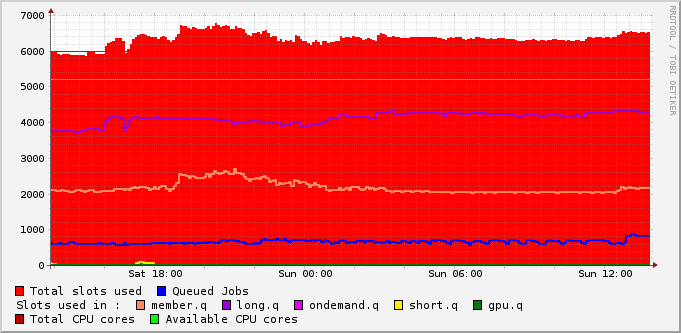 7000
6000
5000
4000
3000
2000
1000
0
Sat 18:00 Sun 00:00 Sun 06:00 Sun 12:00
RRDTOOL / TOBI OETIKER
Total slots used Queued Jobs
Slots used in : member.q long.q ondemand.q short.q gpu.q
Total CPU cores Available CPU cores